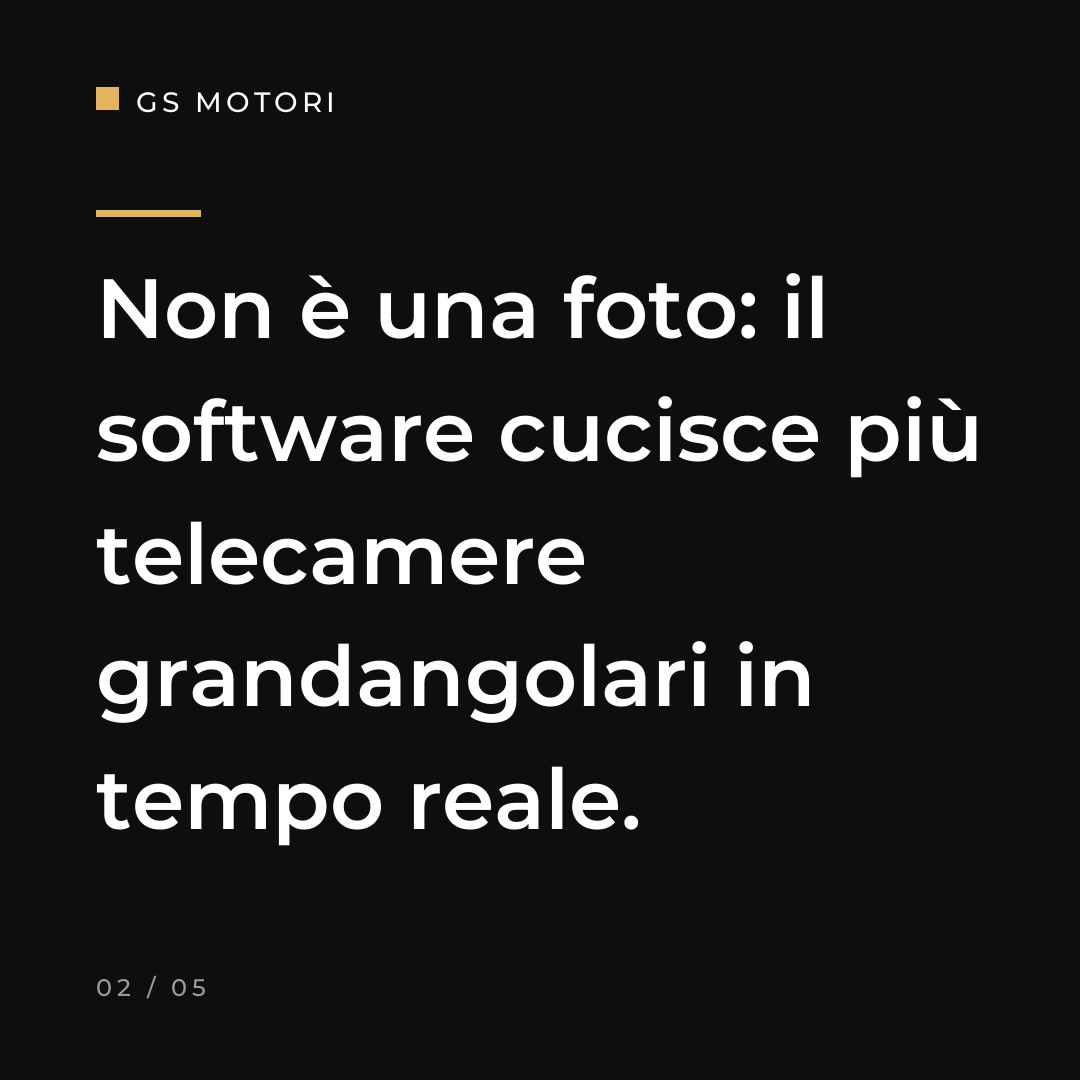 GS MOTORI
Non è una foto: il
software cucisce più
telecamere
grandangolari in
tempo reale.
02 / 05